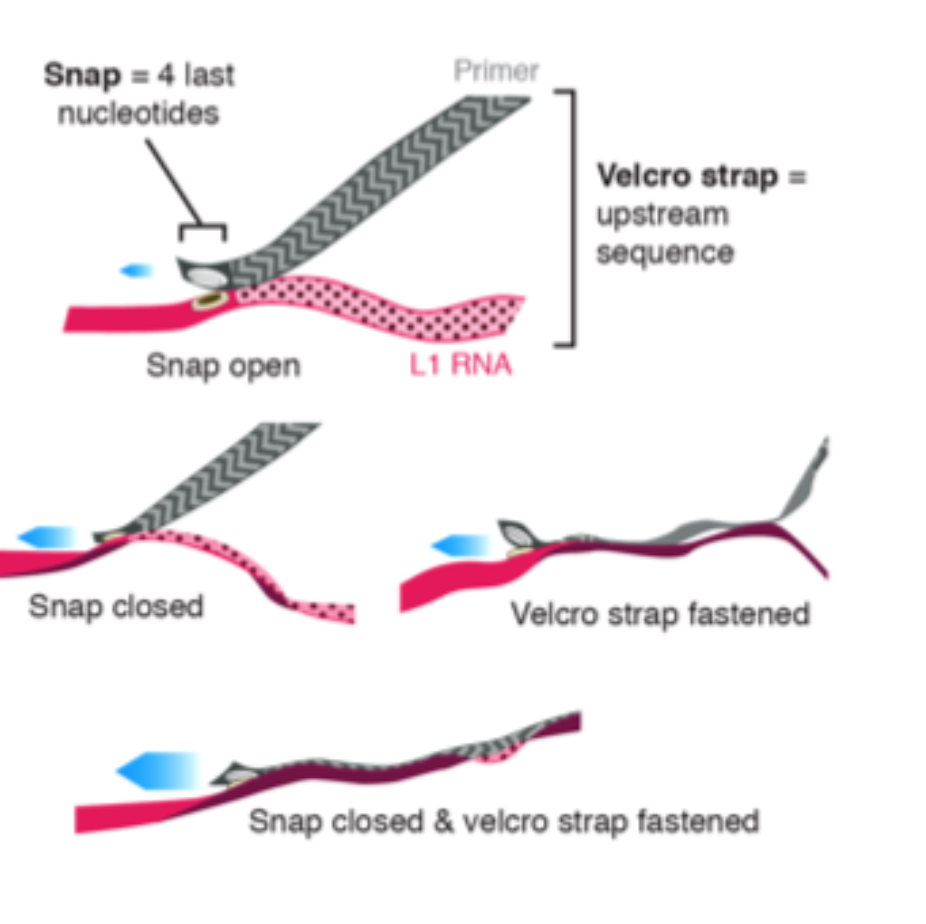 Snap = 4 last
nucleotides
Primer
Velcro strap =
upstream
sequence
Snap open
L1 RNA
Snap closed
Velcro strap fastened
Snap closed & velcro strap fastened